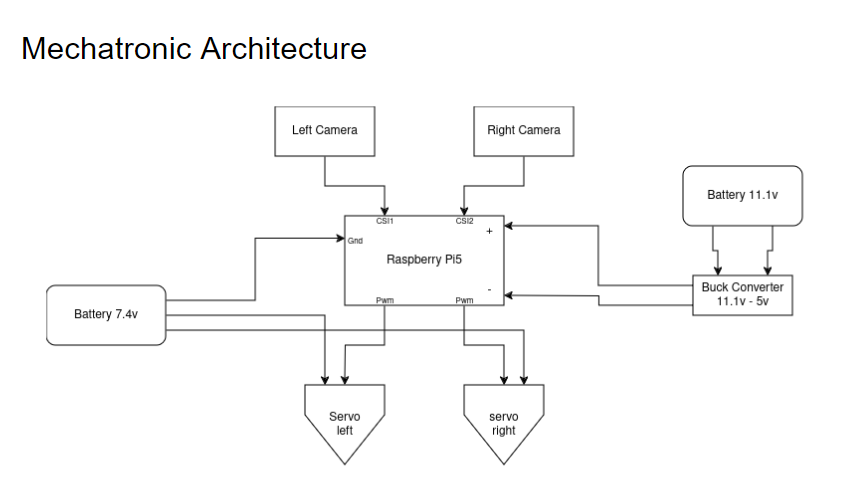 Mechatronic Architecture
Left Camera
Right Camera
Battery 11.1v
CSI1
CSI2
+
Gnd
Raspberry Pi5
-
Pwm
Pwm
Buck Converter
11.1v - 5v
Battery 7.4v
Servo
left
servo
right